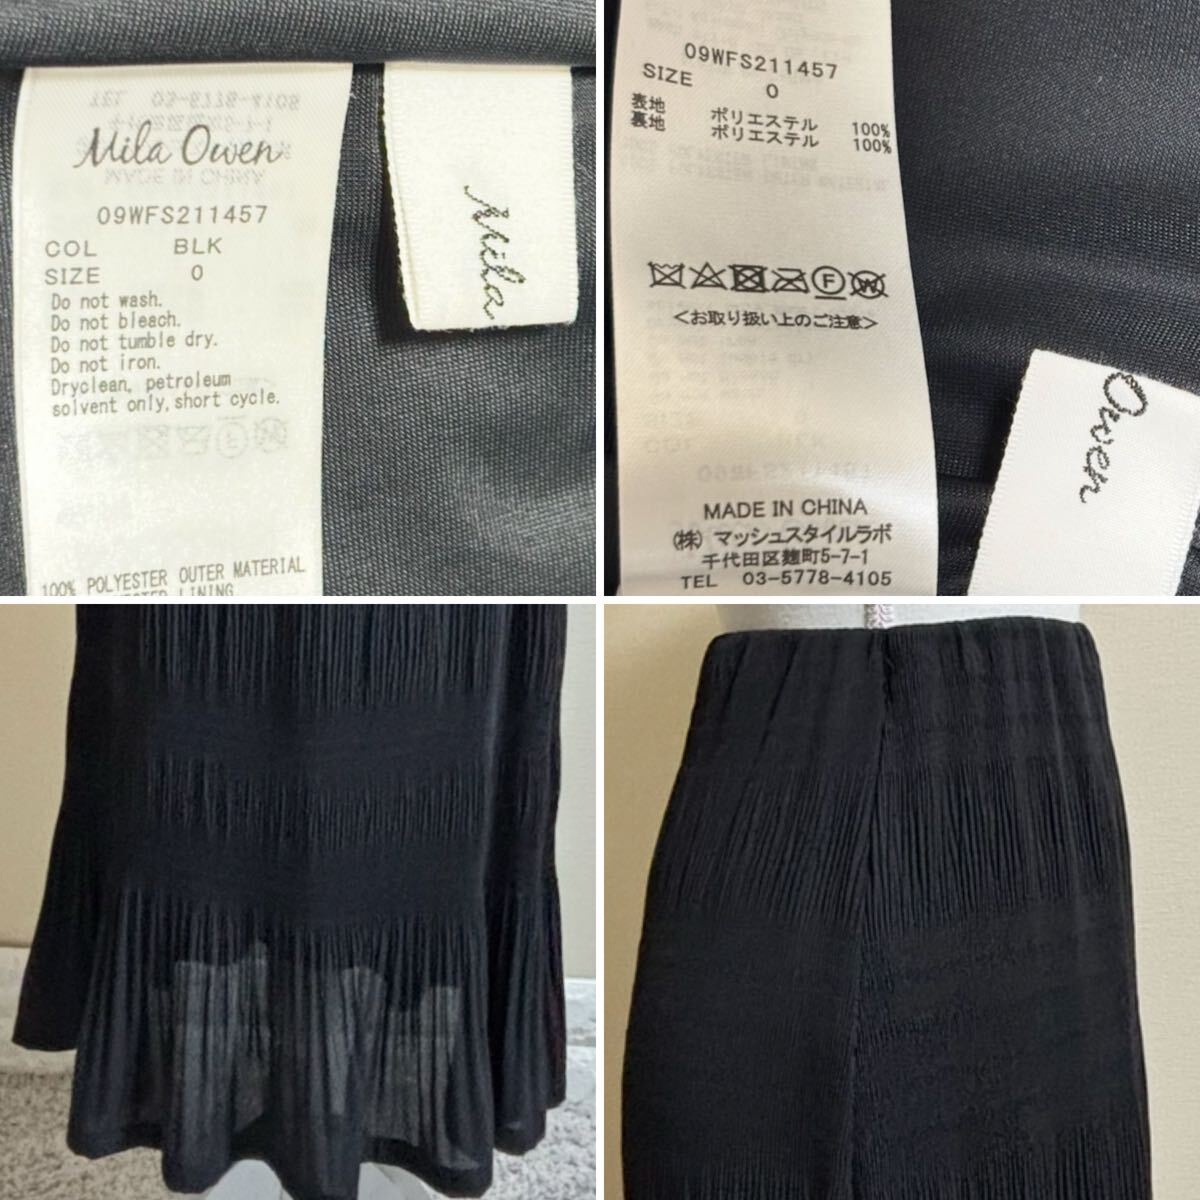 Mila Owen
09WFS211457
COL BLK
SIZE 0
Do not wash.
Do not bleach.
Do not tumble dry.
Do not iron.
Dryclean, petroleum
solvent only,short cycle.
100% POLYESTER OUTER MATERIAL
LINING
Mila
09WFS211457
SIZE 0
表地 ポリエステル 100%
裏地 ポリエステル 100%
F W
<お取り扱い上のご注意>
MADE IN CHINA
(株) マッシュスタイルラボ
千代田区麹町5-7-1
TEL 03-5778-4105
Owen